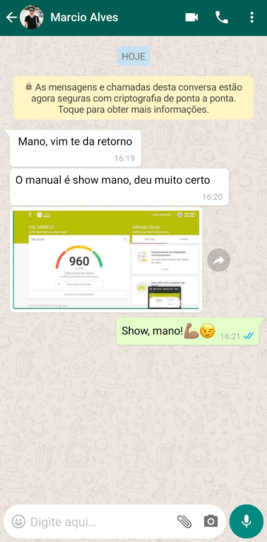 Marcio Alves
HOJE
As mensagens e chamadas desta conversa estão
agora seguras com criptografia de ponta a ponta.
Toque para obter mais informações.
Mano, vim te da retorno
16:19
O manual é show mano, deu muito certo
16:20
960
Show, mano!💪🏽😉
16:21
Digite aqui...